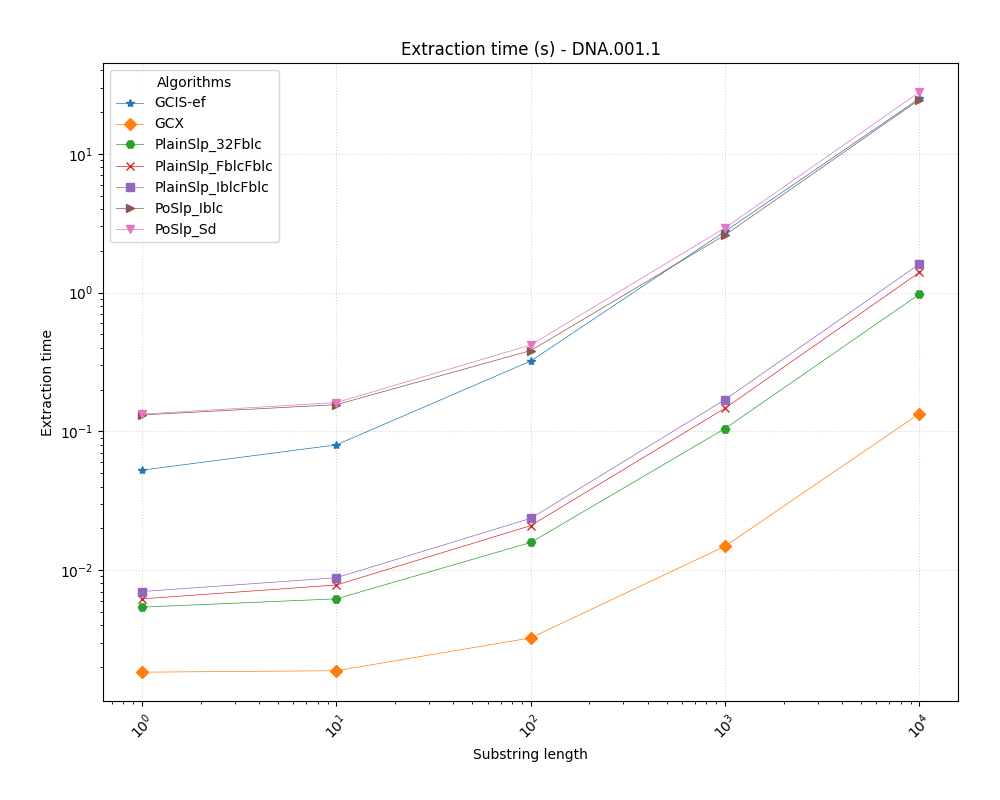 Extraction time (s) - DNA.001.1
Algorithms
GCIS-ef
GCX
PlainSlp_32Fblc
PlainSlp_FblcFblc
PlainSlp_IblcFblc
PoSlp_Iblc
PoSlp_Sd
Extraction time
10¹
10⁰
10⁻¹
10⁻²
10⁰ 10¹ 10² 10³ 10⁴
Substring length